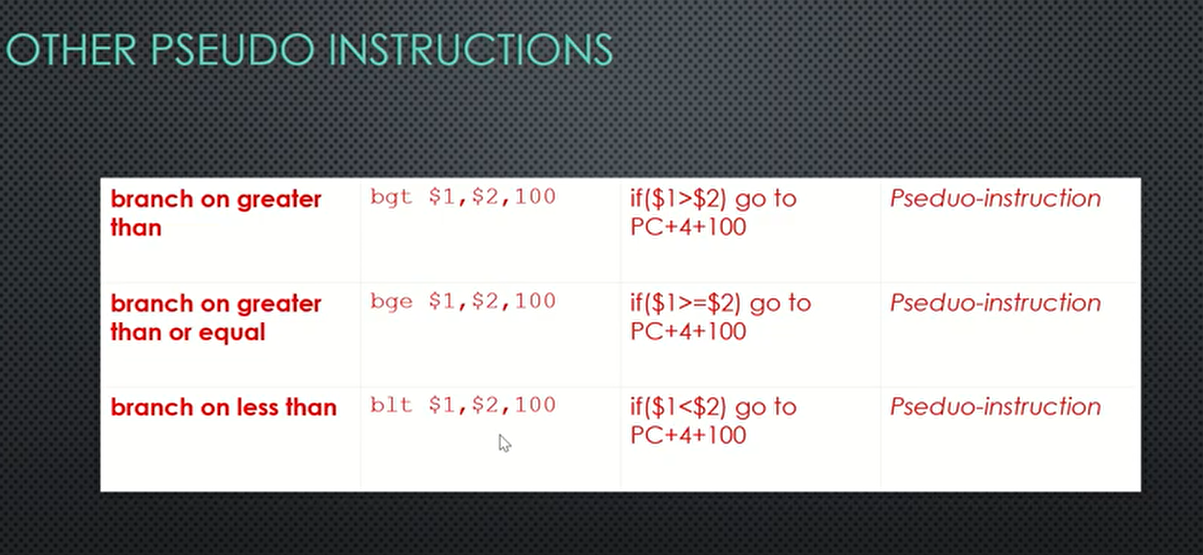 OTHER PSEUDO INSTRUCTIONS
branch on greater
than
bgt $1,$2,100
if($1>$2) go to
PC+4+100
Pseduo-instruction
branch on greater
than or equal
bge $1,$2,100
if($1>=$2) go to
PC+4+100
Pseduo-instruction
branch on less than
blt $1,$2,100
if($1<$2) go to
PC+4+100
Pseduo-instruction